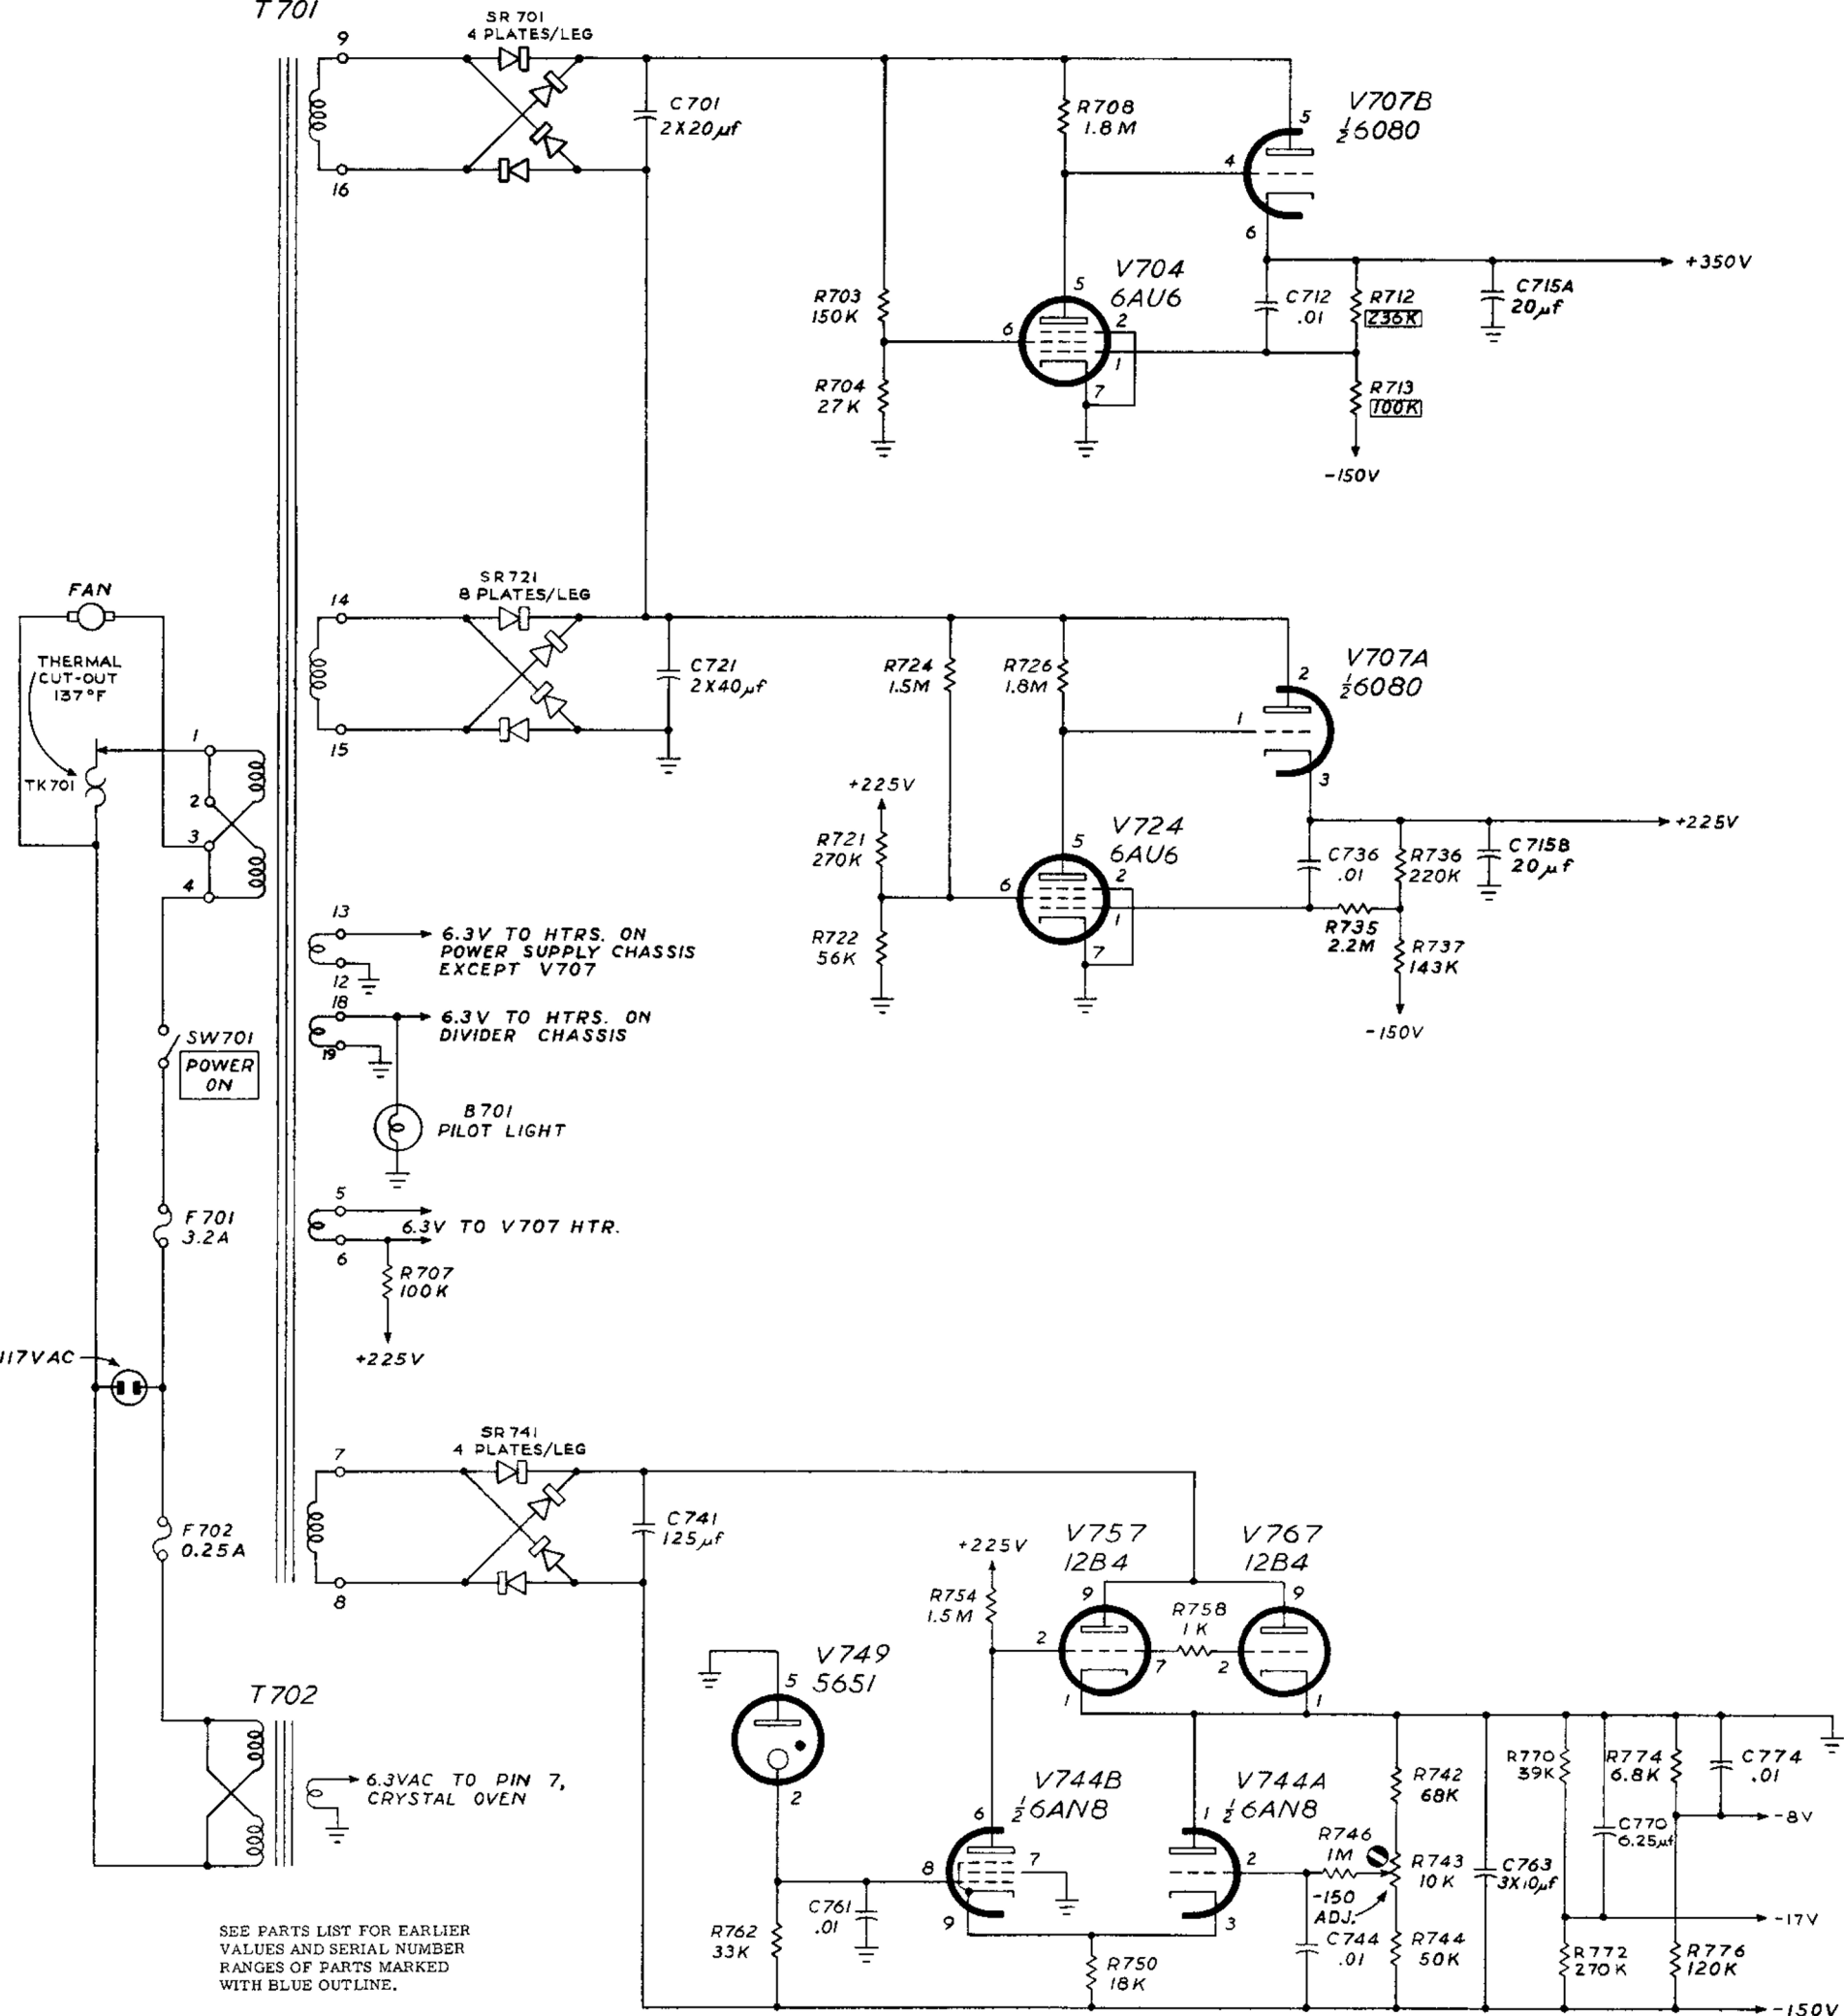 T 701
SR 701
4 PLATES/LEG
9
16
C 701
2X20µf
R708
1.8 M
V707B
½6080
5
4
6
+350V
V704
6AU6
5
6
2
1
7
R703
150K
R704
27K
C 712
.01
R712
236K
R713
100K
C715A
20µf
-150V
FAN
THERMAL
CUT-OUT
137°F
TK701
1
2
3
4
SR721
8 PLATES/LEG
14
15
C 721
2X40µf
R724
1.5M
R726
1.8M
V707A
½6080
2
1
3
+225V
+225V
R721
270K
R722
56K
V724
6AU6
5
6
2
1
7
C736
.01
R736
220K
C715B
20µf
R735
2.2M
R737
143K
-150V
13
6.3V TO HTRS. ON
POWER SUPPLY CHASSIS
EXCEPT V707
12
18
6.3V TO HTRS. ON
DIVIDER CHASSIS
19
SW701
POWER
ON
B701
PILOT LIGHT
F701
3.2A
5
6.3V TO V707 HTR.
6
R707
100K
+225V
117VAC
F702
0.25A
SR741
4 PLATES/LEG
7
8
C741
125µf
+225V
R754
1.5M
V757
12B4
V767
12B4
9
9
R758
1K
2
7
2
1
1
V749
5651
5
2
T702
6.3VAC TO PIN 7,
CRYSTAL OVEN
V744B
½6AN8
V744A
½6AN8
6
7
8
9
1
2
3
C761
.01
R762
33K
R750
18K
R746
1M
-150
ADJ.
C744
.01
R742
68K
R743
10K
R744
50K
C763
3X10µf
R770
39K
R774
6.8K
C774
.01
-8V
C770
6.25µf
-17V
R772
270K
R776
120K
-150V
SEE PARTS LIST FOR EARLIER
VALUES AND SERIAL NUMBER
RANGES OF PARTS MARKED
WITH BLUE OUTLINE.